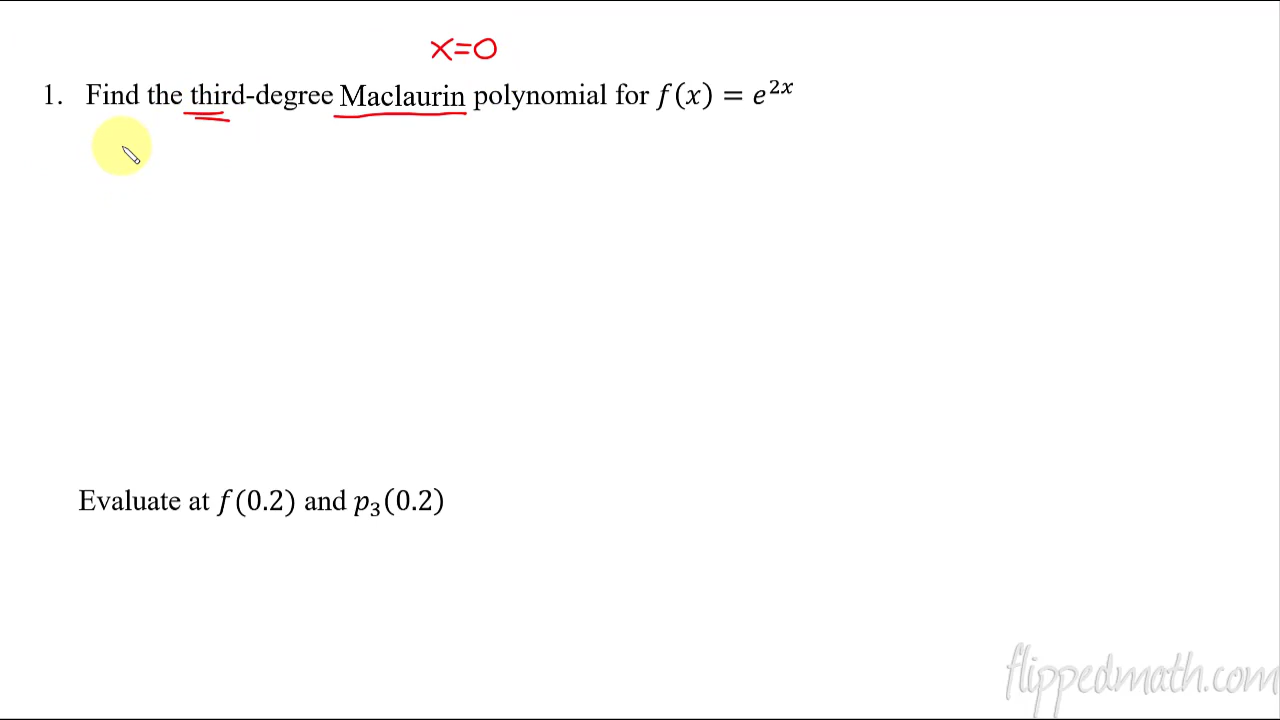 x=0
1. Find the third-degree Maclaurin polynomial for f(x) = e^{2x}
Evaluate at f(0.2) and p₃(0.2)
flippedmath.com